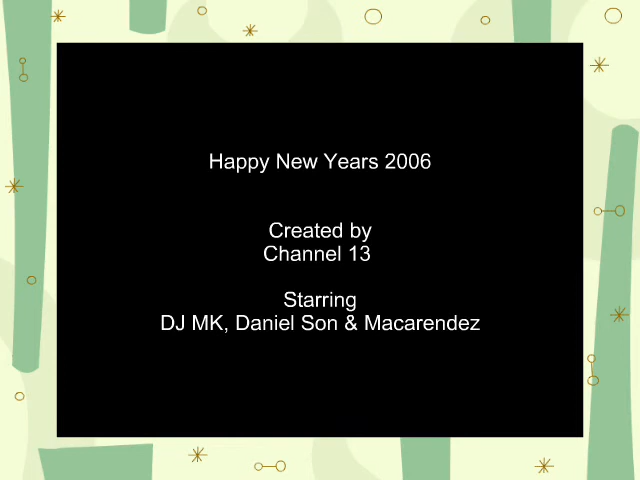 Happy New Years 2006
Created by
Channel 13
Starring
DJ MK, Daniel Son & Macarendez